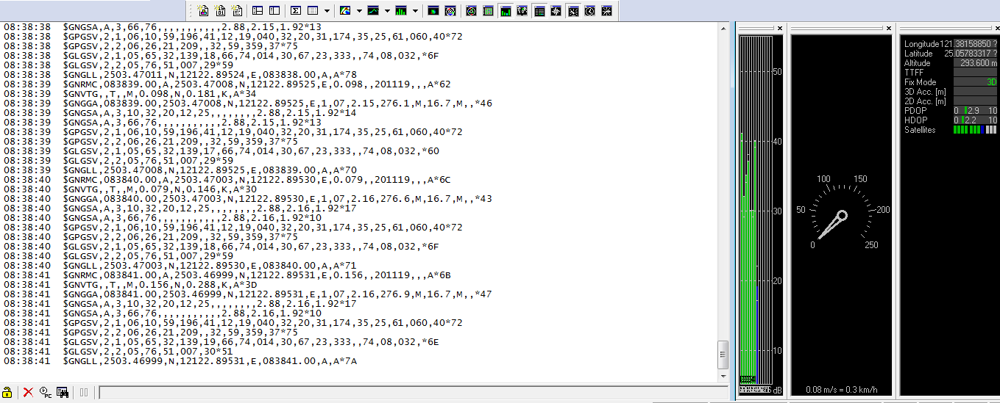 08:38:38 $GNGSA,A,3,66,76,,,,,,,,,,,2.88,2.15,1.92*13
08:38:38 $GPGSV,2,1,06,10,59,196,41,12,19,040,32,20,31,174,35,25,61,060,40*72
08:38:38 $GPGSV,2,2,06,26,21,209,,32,59,359,37*75
08:38:38 $GLGSV,2,1,05,65,32,139,18,66,74,014,30,67,23,333,,74,08,032,*6F
08:38:38 $GLGSV,2,2,05,76,51,007,29*59
08:38:38 $GNGLL,2503.47011,N,12122.89524,E,083838.00,A,A*78
08:38:39 $GNRMC,083839.00,A,2503.47008,N,12122.89525,E,0.098,,201119,,,A*62
08:38:39 $GNVTG,,T,,M,0.098,N,0.181,K,A*34
08:38:39 $GNGGA,083839.00,2503.47008,N,12122.89525,E,1,07,2.15,276.1,M,16.7,M,,*46
08:38:39 $GNGSA,A,3,10,32,20,12,25,,,,,,,,2.88,2.15,1.92*14
08:38:39 $GNGSA,A,3,66,76,,,,,,,,,,,2.88,2.15,1.92*13
08:38:39 $GPGSV,2,1,06,10,59,196,41,12,19,040,32,20,31,174,35,25,61,060,40*72
08:38:39 $GPGSV,2,2,06,26,21,209,,32,59,359,37*75
08:38:39 $GLGSV,2,1,05,65,32,139,17,66,74,014,30,67,23,333,,74,08,032,*60
08:38:39 $GLGSV,2,2,05,76,51,007,29*59
08:38:39 $GNGLL,2503.47008,N,12122.89525,E,083839.00,A,A*70
08:38:40 $GNRMC,083840.00,A,2503.47003,N,12122.89530,E,0.079,,201119,,,A*6C
08:38:40 $GNVTG,,T,,M,0.079,N,0.146,K,A*30
08:38:40 $GNGGA,083840.00,2503.47003,N,12122.89530,E,1,07,2.16,276.6,M,16.7,M,,*43
08:38:40 $GNGSA,A,3,10,32,20,12,25,,,,,,,,2.88,2.16,1.92*17
08:38:40 $GNGSA,A,3,66,76,,,,,,,,,,,2.88,2.16,1.92*10
08:38:40 $GPGSV,2,1,06,10,59,196,41,12,19,040,32,20,31,174,35,25,61,060,40*72
08:38:40 $GPGSV,2,2,06,26,21,209,,32,59,359,37*75
08:38:40 $GLGSV,2,1,05,65,32,139,18,66,74,014,30,67,23,333,,74,08,032,*6F
08:38:40 $GLGSV,2,2,05,76,51,007,29*59
08:38:40 $GNGLL,2503.47003,N,12122.89530,E,083840.00,A,A*71
08:38:41 $GNRMC,083841.00,A,2503.46999,N,12122.89531,E,0.156,,201119,,,A*6B
08:38:41 $GNVTG,,T,,M,0.156,N,0.288,K,A*3D
08:38:41 $GNGGA,083841.00,2503.46999,N,12122.89531,E,1,07,2.16,276.9,M,16.7,M,,*47
08:38:41 $GNGSA,A,3,10,32,20,12,25,,,,,,,,2.88,2.16,1.92*17
08:38:41 $GNGSA,A,3,66,76,,,,,,,,,,,2.88,2.16,1.92*10
08:38:41 $GPGSV,2,1,06,10,59,196,41,12,19,040,32,20,31,174,35,25,61,060,40*72
08:38:41 $GPGSV,2,2,06,26,21,209,,32,59,359,37*75
08:38:41 $GLGSV,2,1,05,65,32,139,19,66,74,014,30,67,23,333,,74,08,032,*6E
08:38:41 $GLGSV,2,2,05,76,51,007,30*51
08:38:41 $GNGLL,2503.46999,N,12122.89531,E,083841.00,A,A*7A
PC
50
40
30
20
10
dB
0
50
100
150
200
250
0.08 m/s = 0.3 km/h
Longitude 121.38158850 ?
Latitude 25.05783317 ?
Altitude 293.600 m
TTFF
Fix Mode 3D
3D Acc. [m]
2D Acc. [m]
PDOP 0 2.9 10
HDOP 0 2.2 10
Satellites